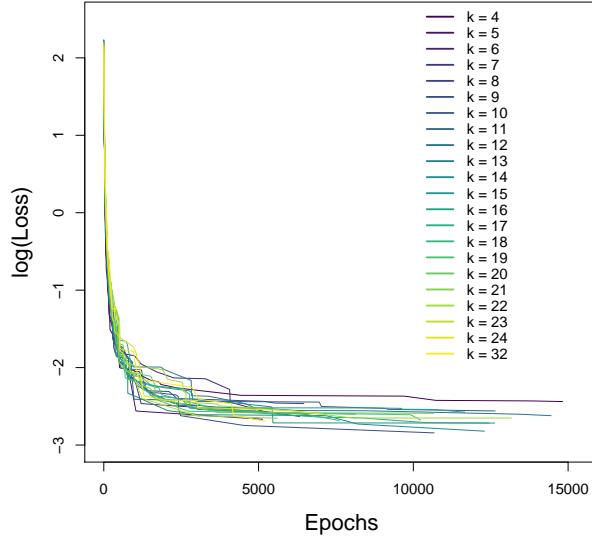 k = 4
k = 5
k = 6
k = 7
k = 8
k = 9
k = 10
k = 11
k = 12
k = 13
k = 14
k = 15
k = 16
k = 17
k = 18
k = 19
k = 20
k = 21
k = 22
k = 23
k = 24
k = 32
2
1
0
−1
−2
−3
log(Loss)
0 5000 10000 15000
Epochs